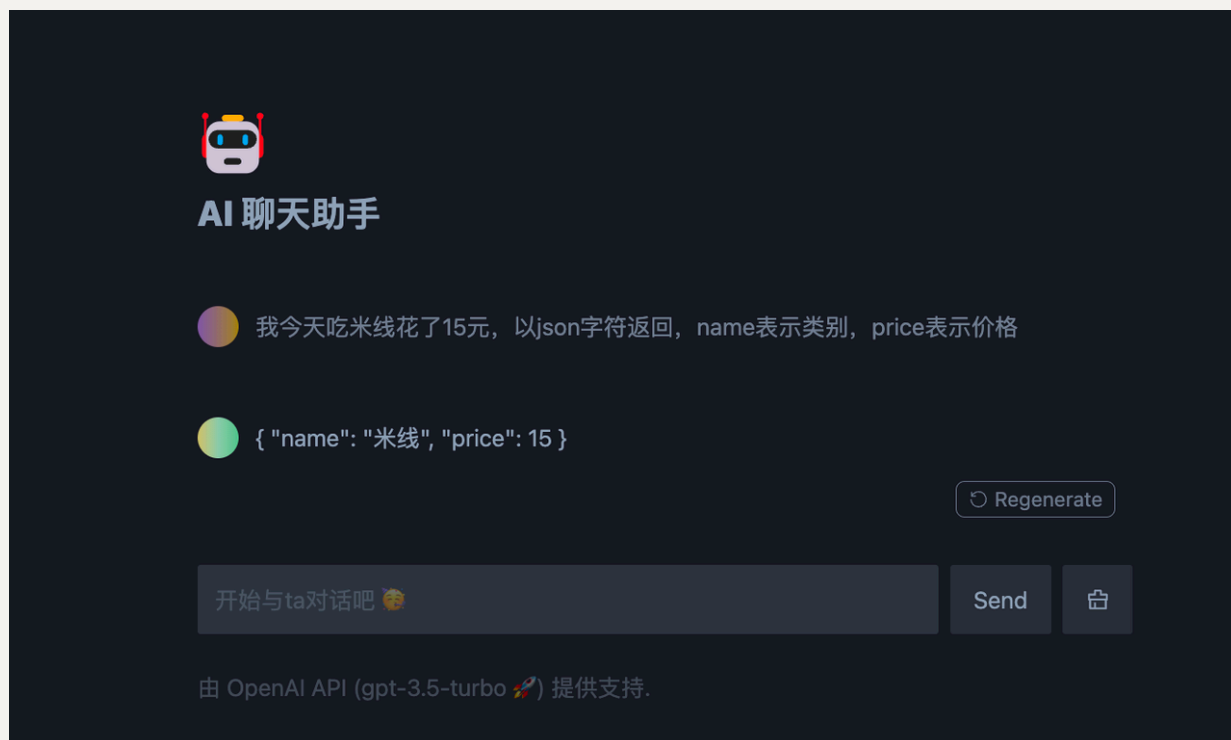 AI 聊天助手
我今天吃米线花了15元，以json字符返回，name表示类别，price表示价格
{ "name": "米线", "price": 15 }
Regenerate
开始与ta对话吧 🥳
Send
由 OpenAI API (gpt-3.5-turbo 🚀) 提供支持.